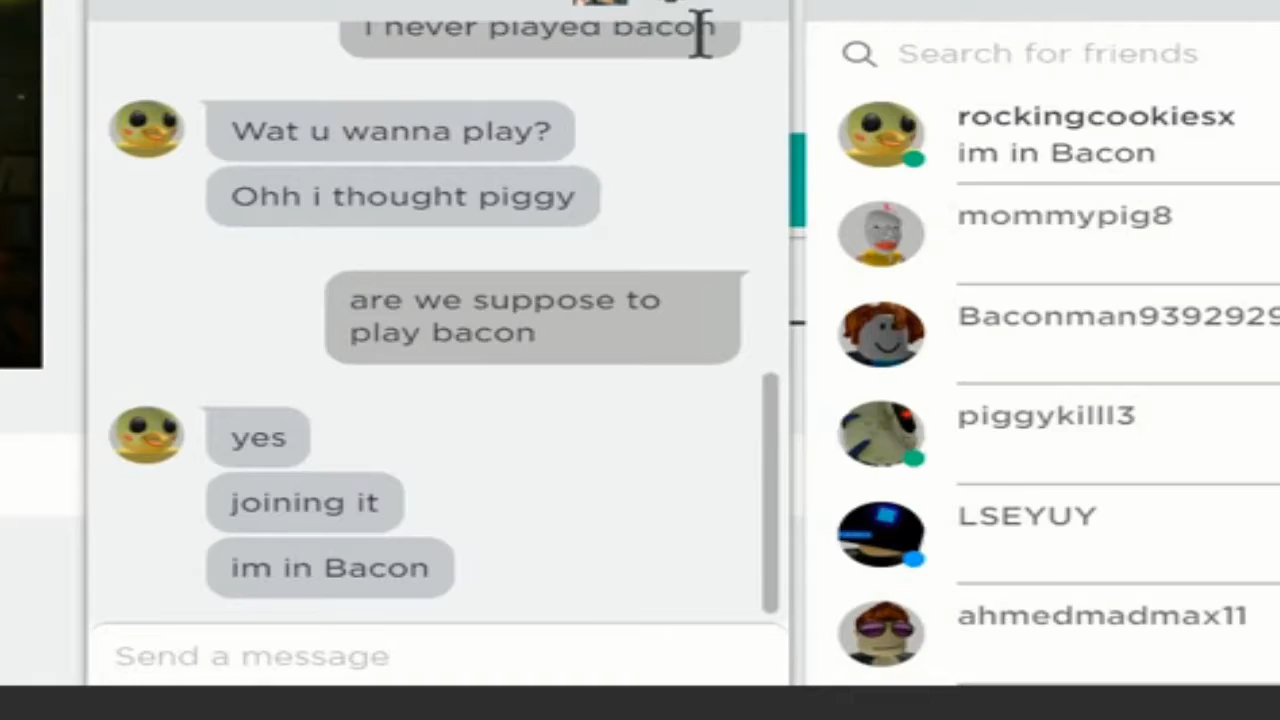 I never played bacon
Wat u wanna play?
Ohh i thought piggy
are we suppose to
play bacon
yes
joining it
im in Bacon
Send a message
Search for friends
rockingcookiesx
im in Bacon
mommypig8
Baconman9392929
piggykilll3
LSEYUY
ahmedmadmax11